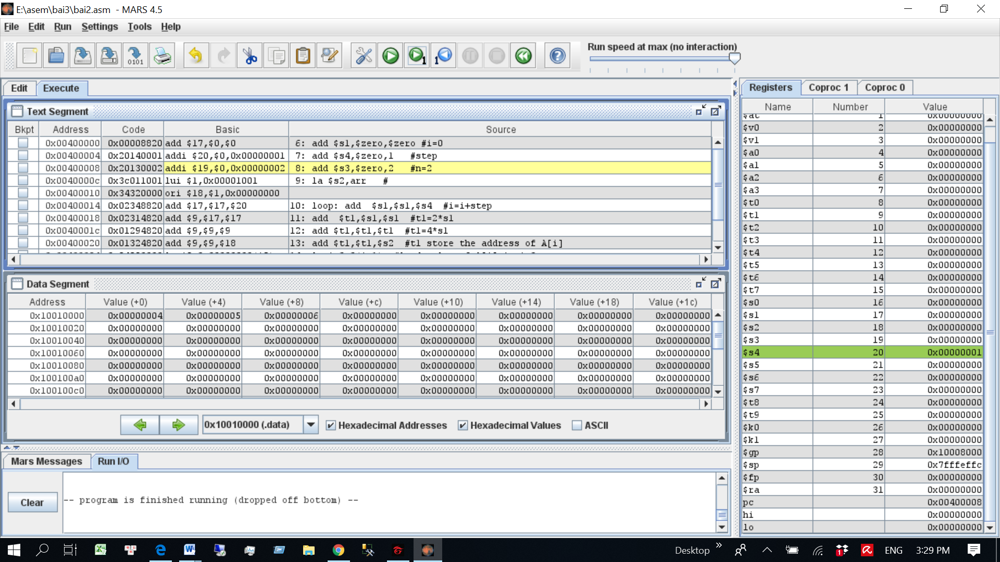 E:\asem\bai3\bai2.asm - MARS 4.5
File Edit Run Settings Tools Help
Run speed at max (no interaction)
Edit Execute
Text Segment
Bkpt Address Code Basic Source
0x00400000 0x00008820 add $17,$0,$0 6: add $s1,$zero,$zero #i=0
0x00400004 0x20140001 addi $20,$0,0x00000001 7: add $s4,$zero,1 #step
0x00400008 0x20130002 addi $19,$0,0x00000002 8: add $s3,$zero,2 #n=2
0x0040000c 0x3c011001 lui $1,0x00001001 9: la $s2,arr #
0x00400010 0x34320000 ori $18,$1,0x00000000
0x00400014 0x02348820 add $17,$17,$20 10: loop: add $s1,$s1,$s4 #i=i+step
0x00400018 0x02314820 add $9,$17,$17 11: add $t1,$s1,$s1 #t1=2*s1
0x0040001c 0x01294820 add $9,$9,$9 12: add $t1,$t1,$t1 #t1=4*s1
0x00400020 0x01324820 add $9,$9,$18 13: add $t1,$t1,$s2 #t1 store the address of A[i]
Data Segment
Address Value (+0) Value (+4) Value (+8) Value (+c) Value (+10) Value (+14) Value (+18) Value (+1c)
0x10010000 0x00000004 0x00000005 0x00000006 0x00000000 0x00000000 0x00000000 0x00000000 0x00000000
0x10010020 0x00000000 0x00000000 0x00000000 0x00000000 0x00000000 0x00000000 0x00000000 0x00000000
0x10010040 0x00000000 0x00000000 0x00000000 0x00000000 0x00000000 0x00000000 0x00000000 0x00000000
0x10010060 0x00000000 0x00000000 0x00000000 0x00000000 0x00000000 0x00000000 0x00000000 0x00000000
0x10010080 0x00000000 0x00000000 0x00000000 0x00000000 0x00000000 0x00000000 0x00000000 0x00000000
0x100100a0 0x00000000 0x00000000 0x00000000 0x00000000 0x00000000 0x00000000 0x00000000 0x00000000
0x100100c0 0x00000000 0x00000000 0x00000000 0x00000000 0x00000000 0x00000000 0x00000000 0x00000000
0x10010000 (.data) Hexadecimal Addresses Hexadecimal Values ASCII
Mars Messages Run I/O
Clear
-- program is finished running (dropped off bottom) --
Registers Coproc 1 Coproc 0
Name Number Value
$at 1 0x00000000
$v0 2 0x00000000
$v1 3 0x00000000
$a0 4 0x00000000
$a1 5 0x00000000
$a2 6 0x00000000
$a3 7 0x00000000
$t0 8 0x00000000
$t1 9 0x00000000
$t2 10 0x00000000
$t3 11 0x00000000
$t4 12 0x00000000
$t5 13 0x00000000
$t6 14 0x00000000
$t7 15 0x00000000
$s0 16 0x00000000
$s1 17 0x00000000
$s2 18 0x00000000
$s3 19 0x00000000
$s4 20 0x00000001
$s5 21 0x00000000
$s6 22 0x00000000
$s7 23 0x00000000
$t8 24 0x00000000
$t9 25 0x00000000
$k0 26 0x00000000
$k1 27 0x00000000
$gp 28 0x10008000
$sp 29 0x7fffeffc
$fp 30 0x00000000
$ra 31 0x00000000
pc 0x00400008
hi 0x00000000
lo 0x00000000
Desktop ENG 3:29 PM